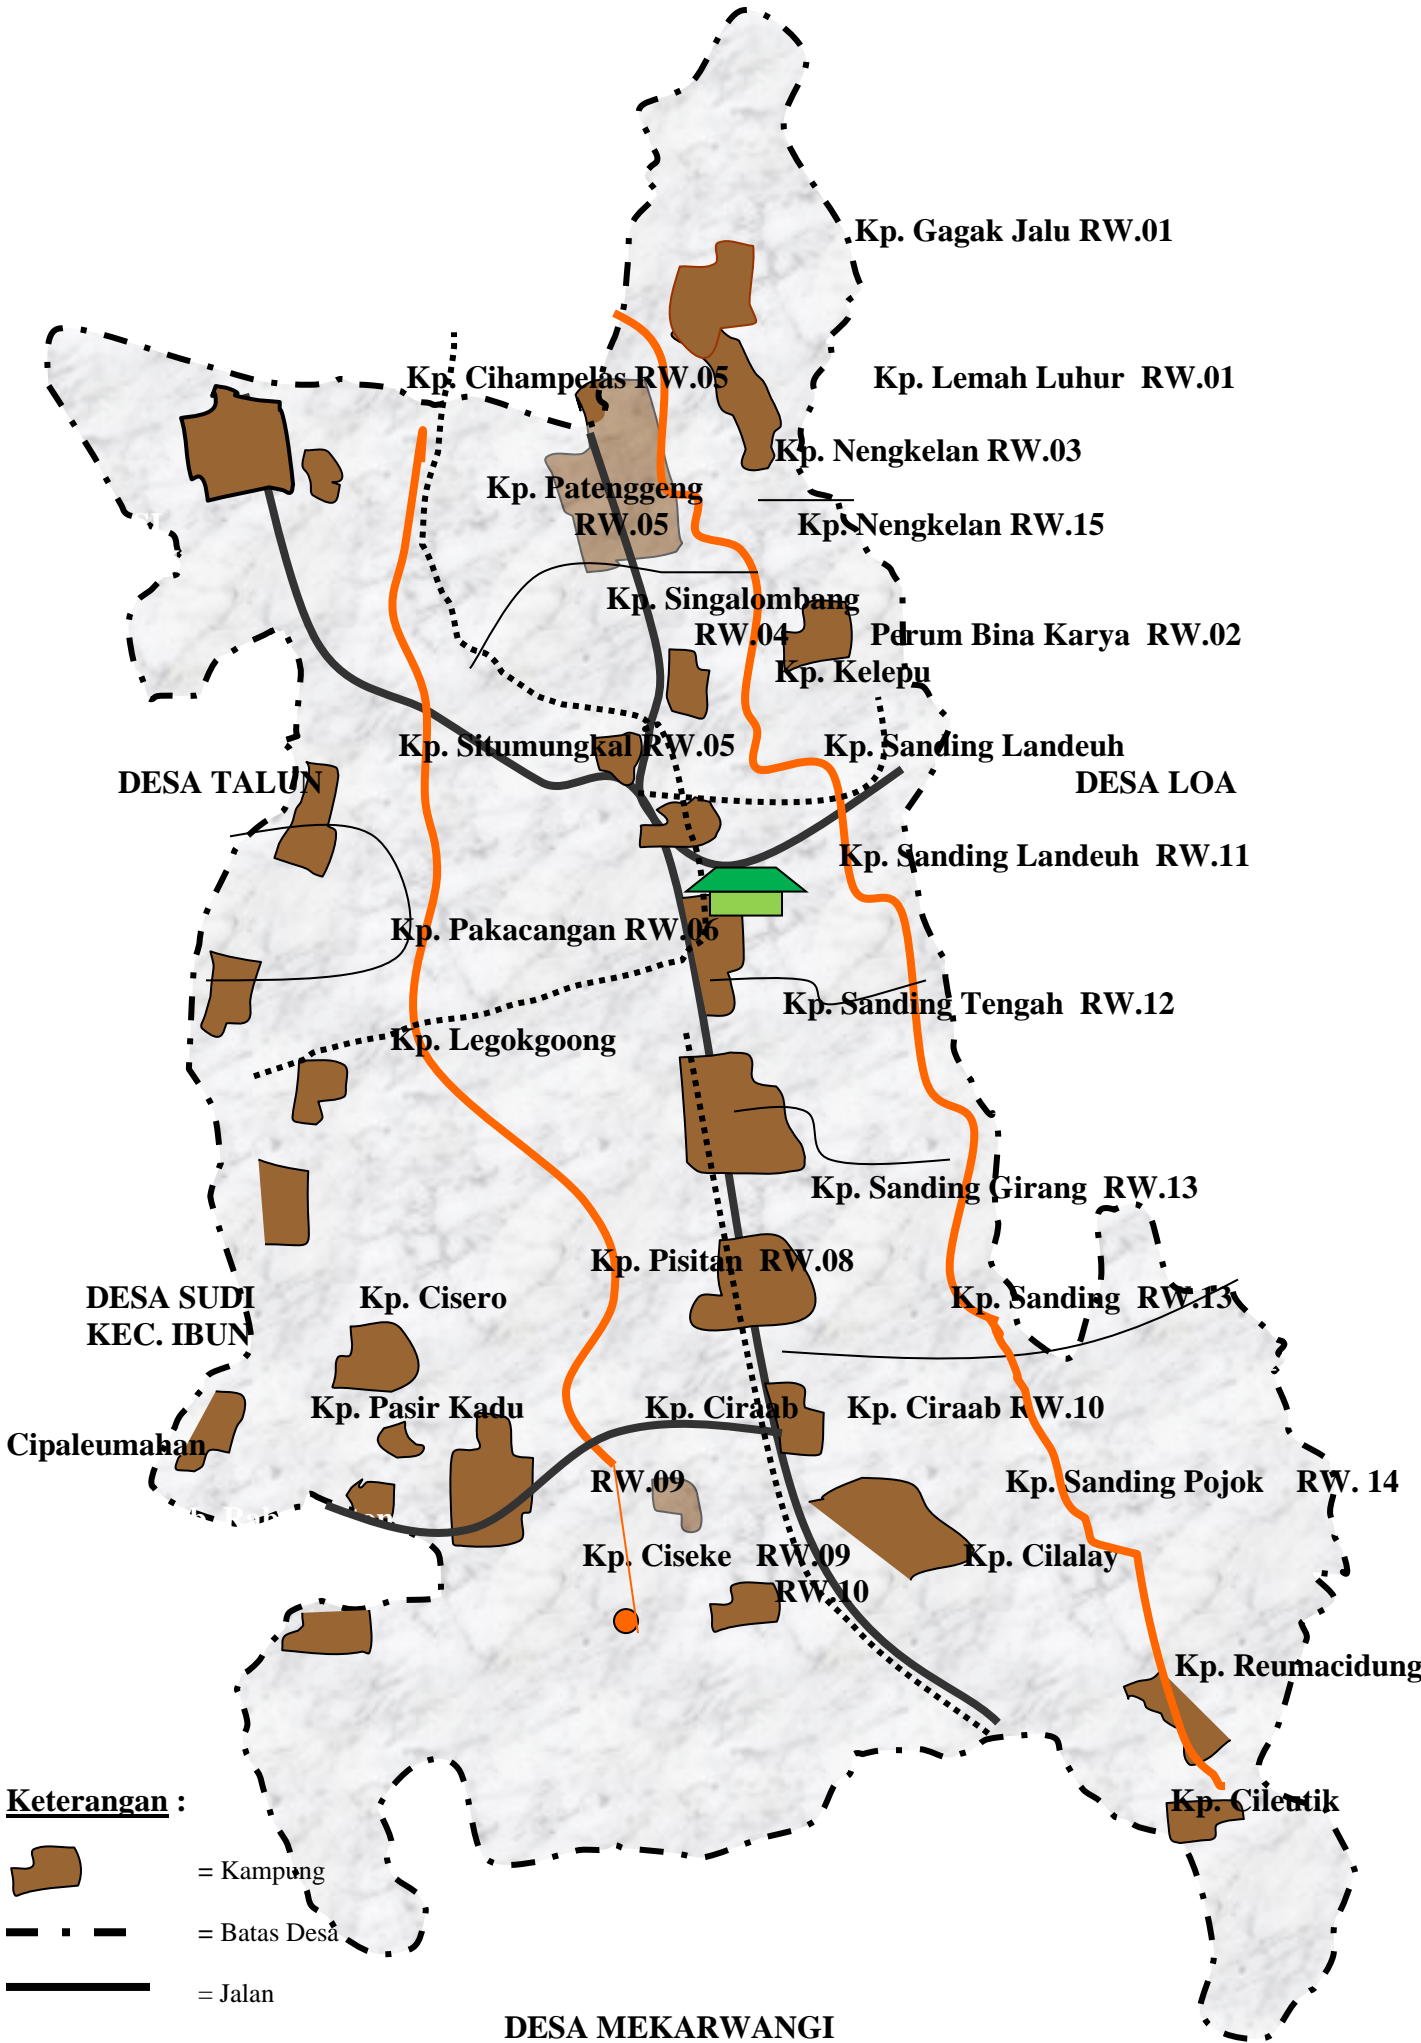 Kp. Gagak Jalu RW.01
Kp. Cihampelas RW.05
Kp. Lemah Luhur RW.01
Kp. Nengkelan RW.03
Kp. Patenggeng
RW.05
Kp. Nengkelan RW.15
Kp. Singalombang
RW.04
Perum Bina Karya RW.02
Kp. Kelepu
Kp. Situmungkal RW.05
Kp. Sanding Landeuh
DESA TALUN
DESA LOA
Kp. Sanding Landeuh RW.11
Kp. Pakacangan RW.06
Kp. Sanding Tengah RW.12
Kp. Legokgoong
Kp. Sanding Girang RW.13
Kp. Pisitan RW.08
DESA SUDI
KEC. IBUN
Kp. Cisero
Kp. Sanding RW.13
Kp. Pasir Kadu
Kp. Ciraab
Kp. Ciraab RW.10
Cipaleumahan
RW.09
Kp. Sanding Pojok RW. 14
Kp. Ciseke RW.09
RW.10
Kp. Cilalay
Kp. Reumacidung
Kp. Cileutik
Keterangan :
= Kampung
= Batas Desa
= Jalan
DESA MEKARWANGI